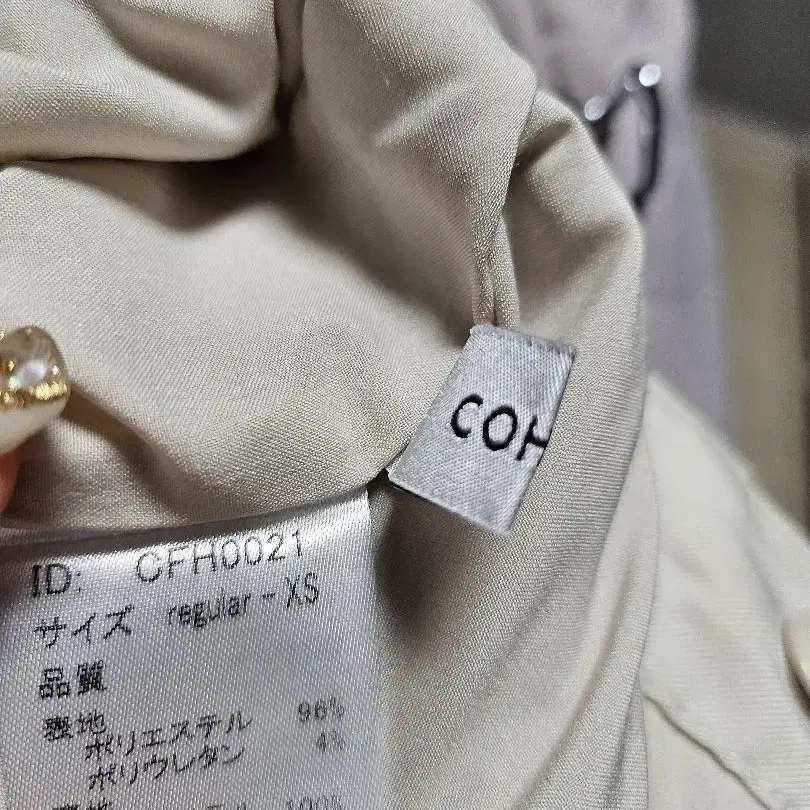 COH
ID: CFH0021
サイズ regular-XS
品質
表地
ポリエステル 96%
ポリウレタン 4%
100%